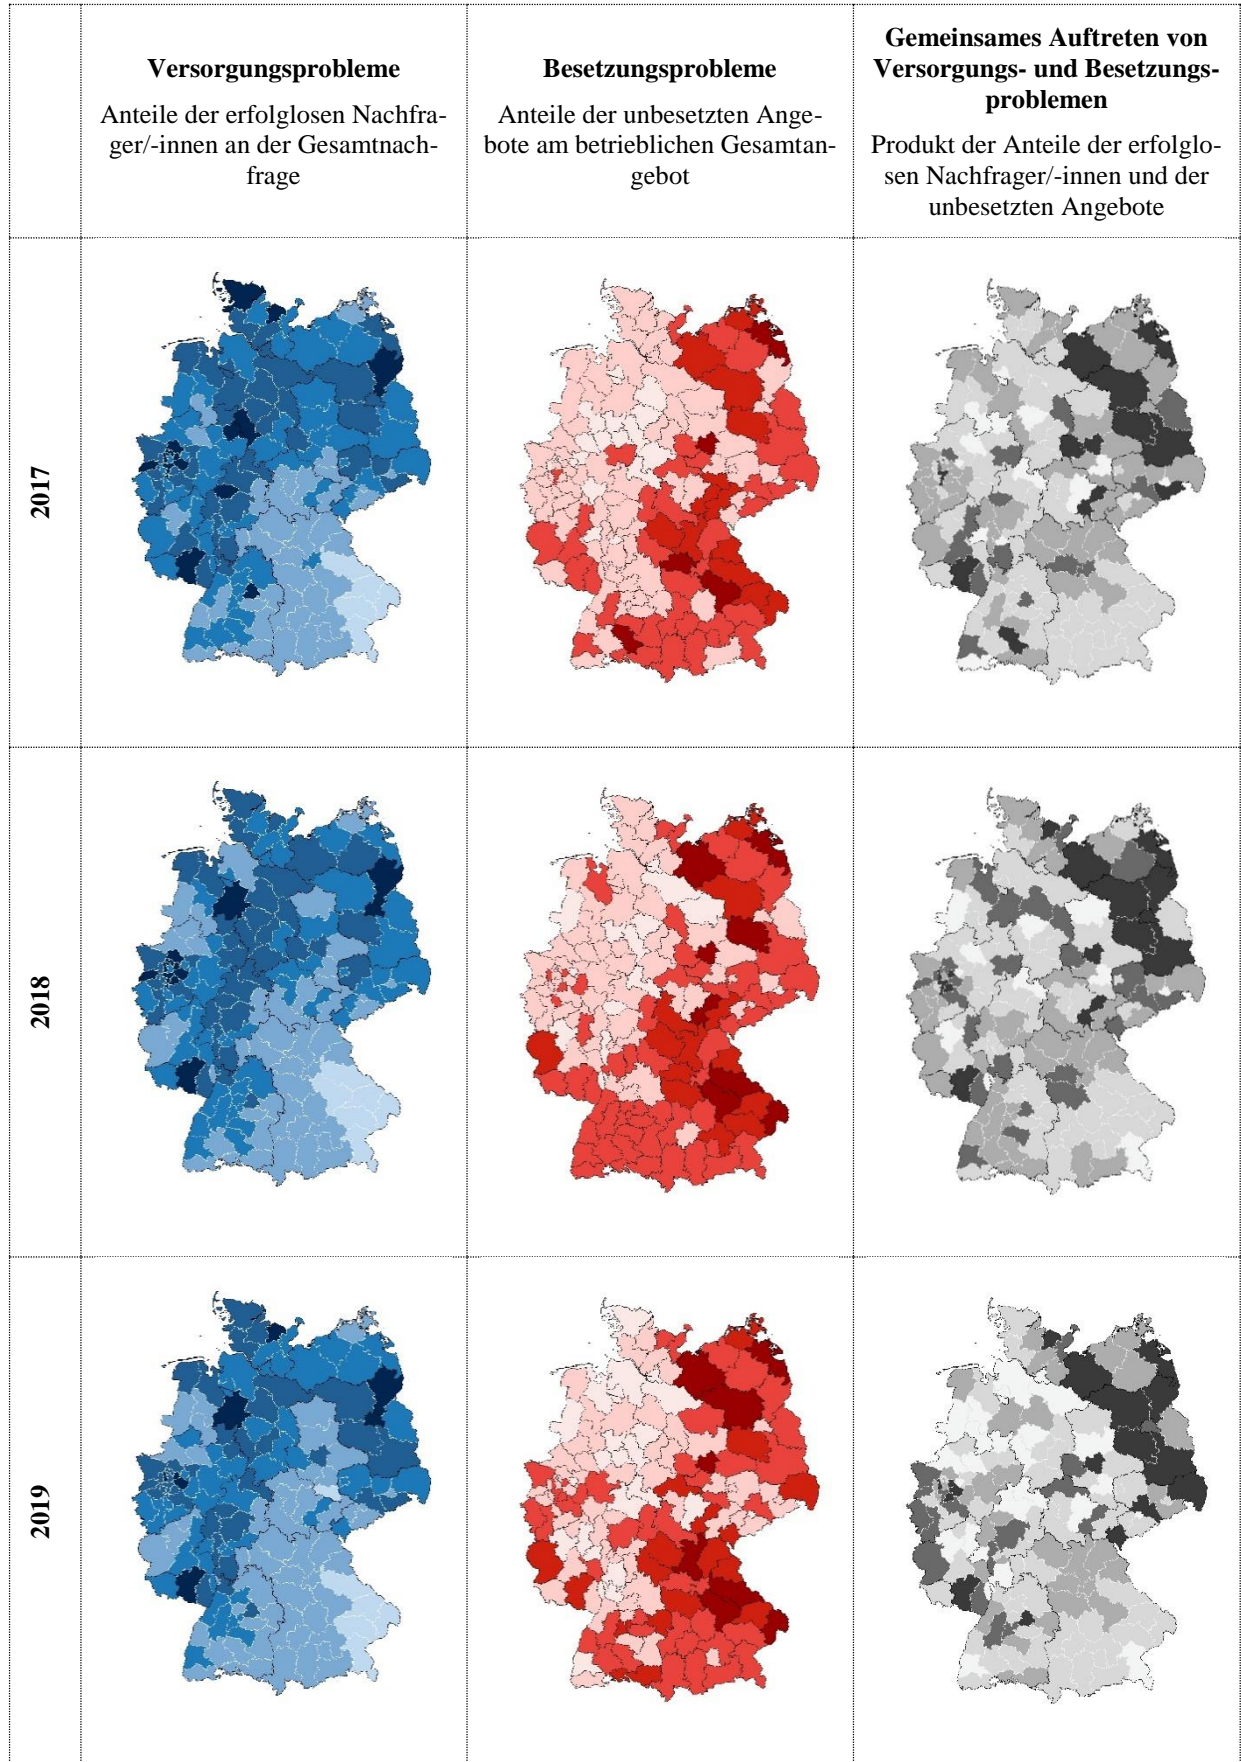 Versorgungsprobleme
Anteile der erfolglosen Nachfra-
ger/-innen an der Gesamtnach-
frage
Besetzungsprobleme
Anteile der unbesetzten Ange-
bote am betrieblichen Gesamtan-
gebot
Gemeinsames Auftreten von
Versorgungs- und Besetzungs-
problemen
Produkt der Anteile der erfolglo-
sen Nachfrager/-innen und der
unbesetzten Angebote
2017
2018
2019